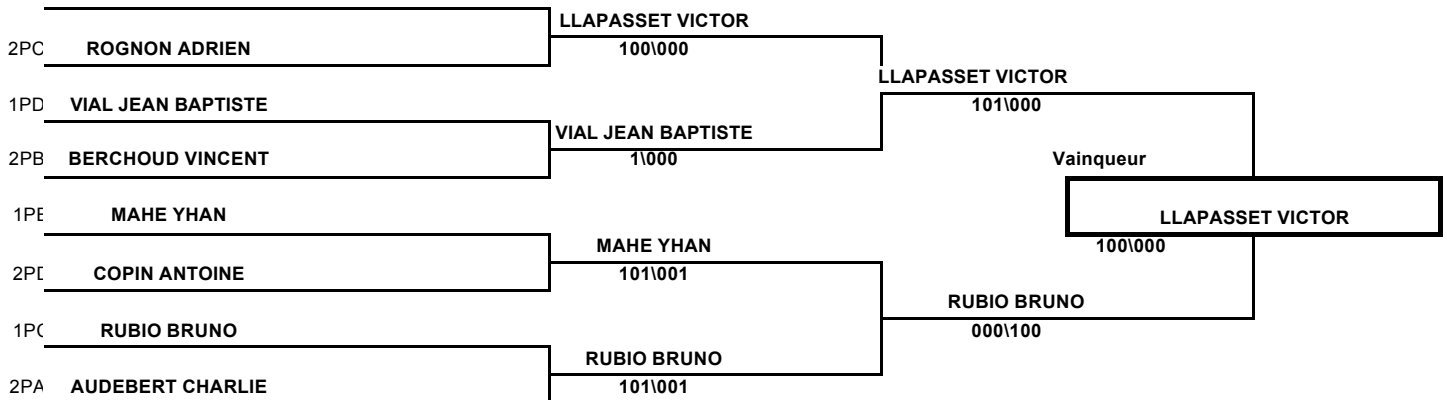 LLAPASSET VICTOR
2PC ROGNON ADRIEN 100\000
LLAPASSET VICTOR
1PD VIAL JEAN BAPTISTE 101\000
VIAL JEAN BAPTISTE
2PB BERCHOUD VINCENT 1\000 Vainqueur
1PE MAHE YHAN LLAPASSET VICTOR
MAHE YHAN 100\000
2PD COPIN ANTOINE 101\001
RUBIO BRUNO
1PC RUBIO BRUNO 000\100
RUBIO BRUNO
2PA AUDEBERT CHARLIE 101\001